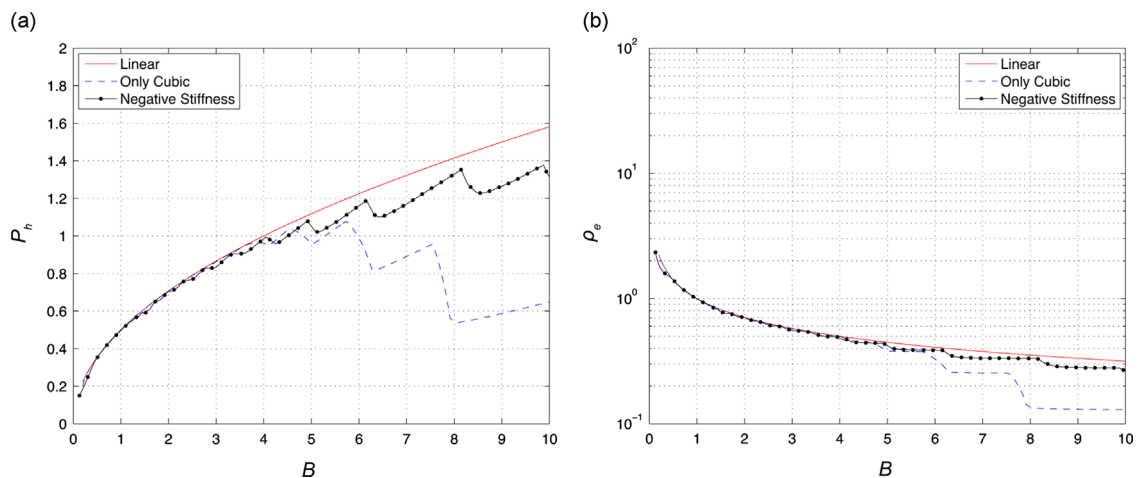 (a)
2
1.8
1.6
1.4
1.2
1
0.8
0.6
0.4
0.2
0
P_h
Linear
Only Cubic
Negative Stiffness
0 1 2 3 4 5 6 7 8 9 10
B
(b)
10^2
10^1
10^0
10^-1
ρ_e
Linear
Only Cubic
Negative Stiffness
0 1 2 3 4 5 6 7 8 9 10
B